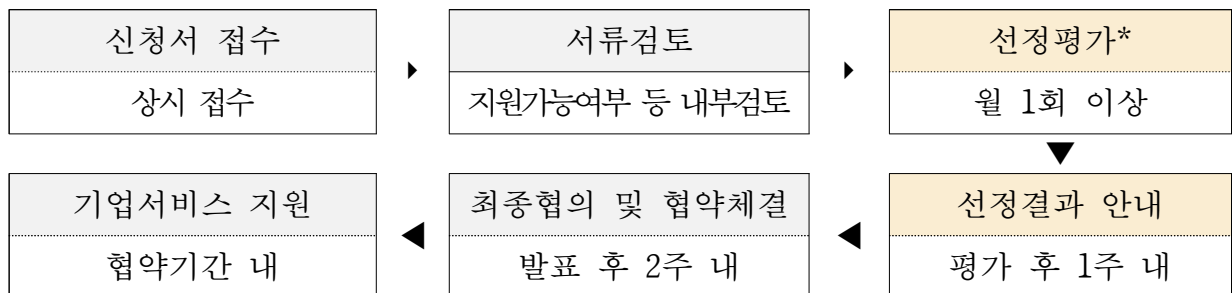 신청서 접수
상시 접수
서류검토
지원가능여부 등 내부검토
선정평가*
월 1회 이상
선정결과 안내
평가 후 1주 내
최종협의 및 협약체결
발표 후 2주 내
기업서비스 지원
협약기간 내